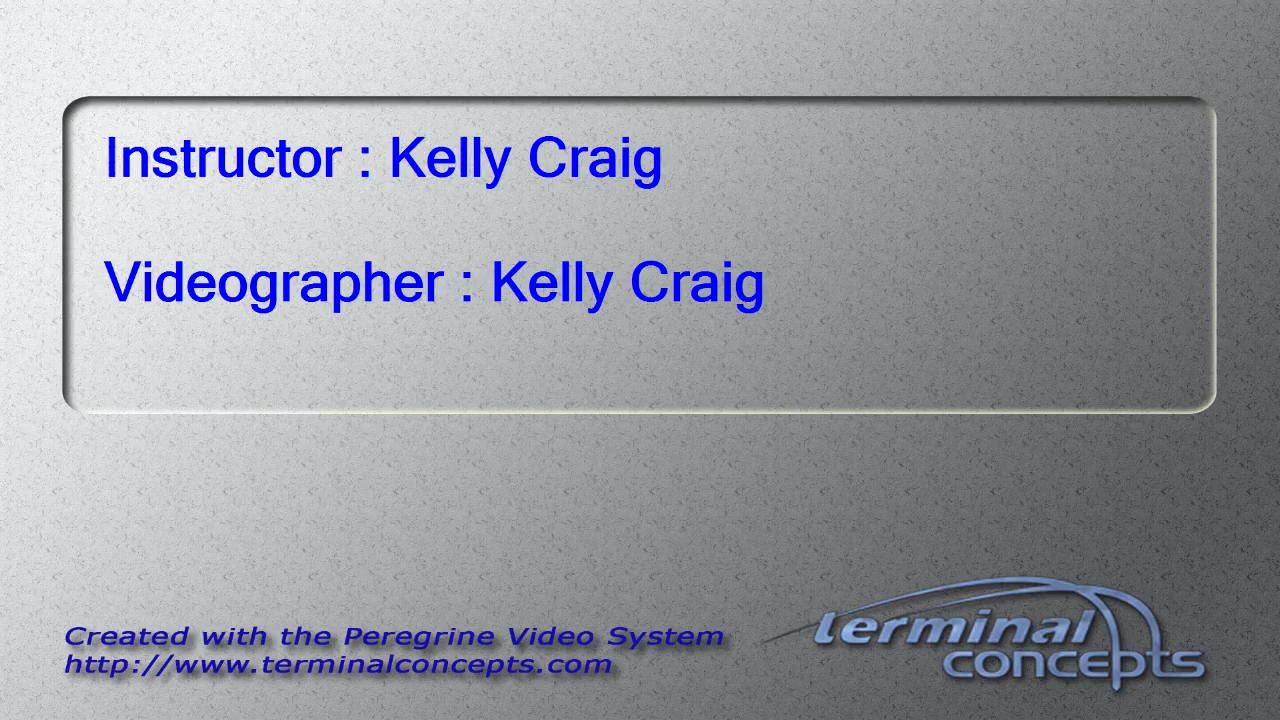 Instructor : Kelly Craig
Videographer : Kelly Craig
Created with the Peregrine Video System
http://www.terminalconcepts.com
terminal
concepts